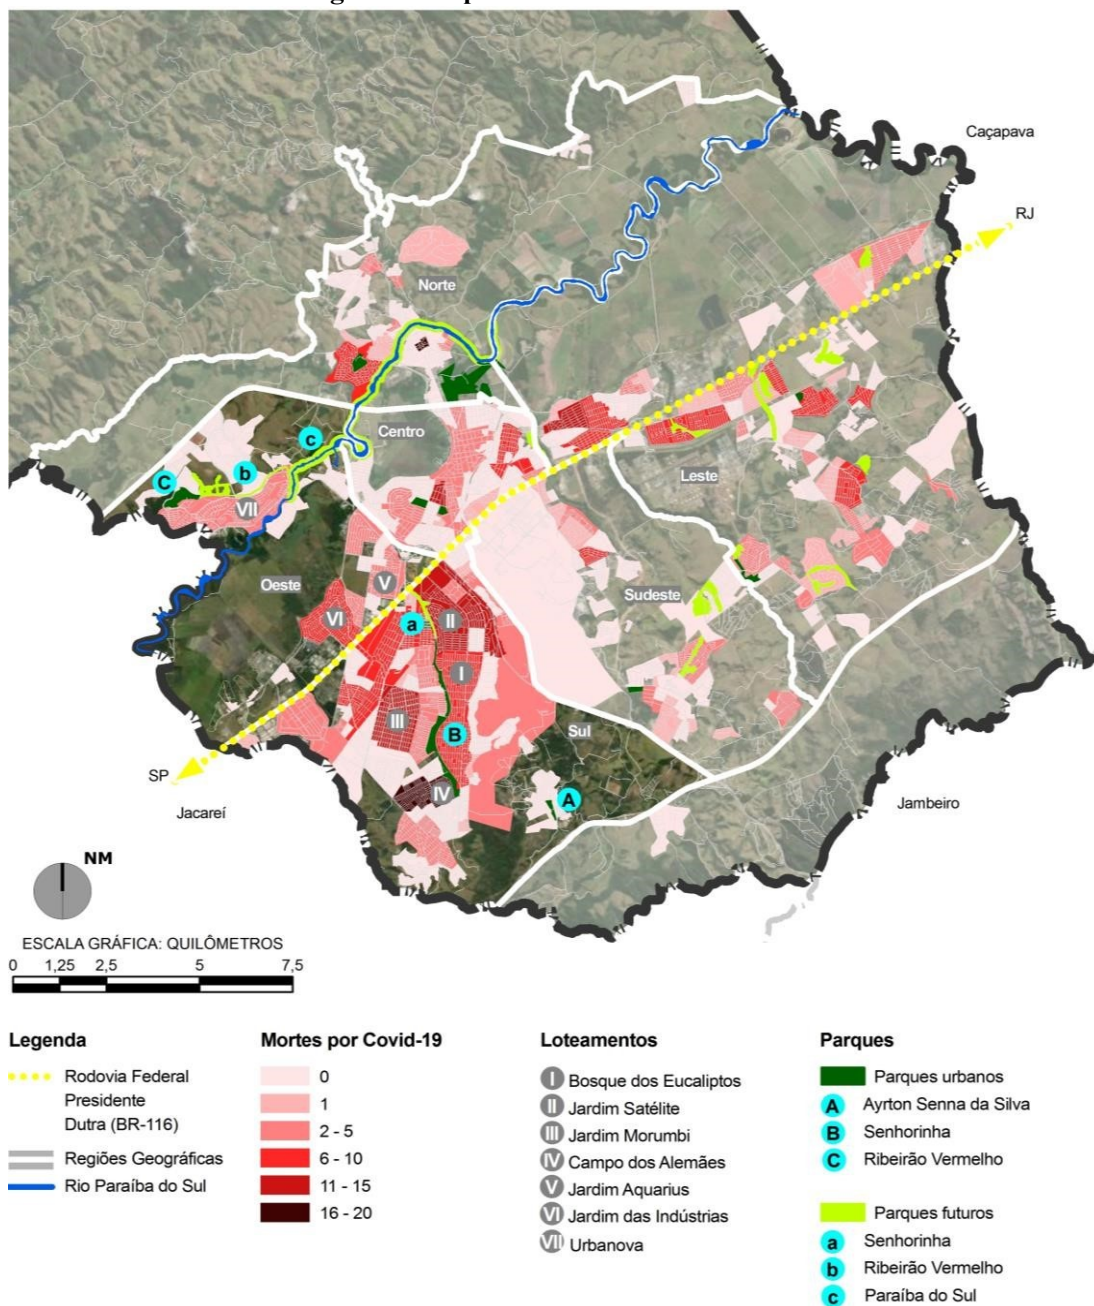 Caçapava
RJ
Norte
Centro
c
C
b
VII
Leste
Oeste
V
Sudeste
VI
a
II
I
III
B
Sul
SP
IV
A
Jacareí
Jambeiro
NM
ESCALA GRÁFICA: QUILÔMETROS
0 1,25 2,5 5 7,5
Legenda
Rodovia Federal
Presidente
Dutra (BR-116)
Regiões Geográficas
Rio Paraíba do Sul
Mortes por Covid-19
0
1
2 - 5
6 - 10
11 - 15
16 - 20
Loteamentos
I Bosque dos Eucaliptos
II Jardim Satélite
III Jardim Morumbi
IV Campo dos Alemães
V Jardim Aquarius
VI Jardim das Indústrias
VII Urbanova
Parques
Parques urbanos
A Ayrton Senna da Silva
B Senhorinha
C Ribeirão Vermelho
Parques futuros
a Senhorinha
b Ribeirão Vermelho
c Paraíba do Sul